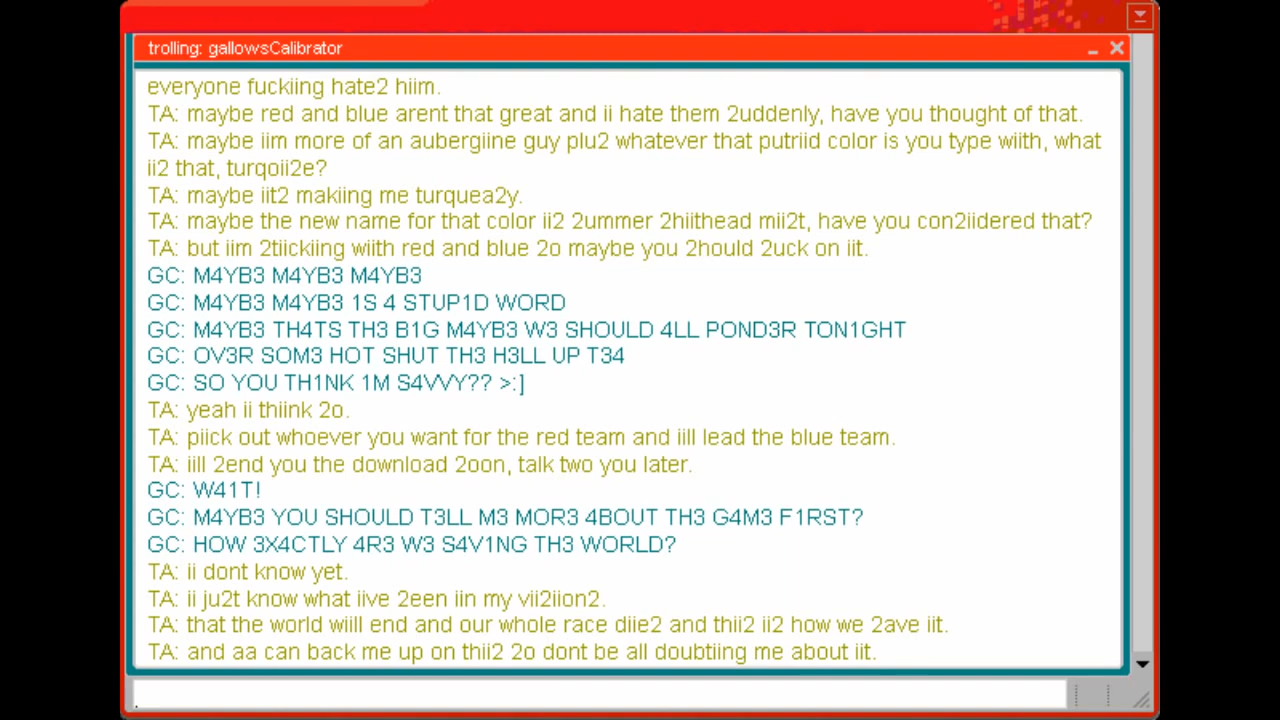 trolling: gallowsCalibrator
everyone fuckiing hate2 hiim.
TA: maybe red and blue arent that great and ii hate them 2uddenly, have you thought of that.
TA: maybe iim more of an aubergiine guy plu2 whatever that putriid color is you type wiith, what
ii2 that, turqoii2e?
TA: maybe iit2 makiing me turquea2y.
TA: maybe the new name for that color ii2 2ummer 2hiithead mii2t, have you con2iidered that?
TA: but iim 2tiickiing wiith red and blue 2o maybe you 2hould 2uck on iit.
GC: M4YB3 M4YB3 M4YB3
GC: M4YB3 M4YB3 1S 4 STUP1D WORD
GC: M4YB3 TH4TS TH3 B1G M4YB3 W3 SHOULD 4LL POND3R TON1GHT
GC: OV3R SOM3 HOT SHUT TH3 H3LL UP T34
GC: SO YOU TH1NK 1M S4VVY?? >:]
TA: yeah ii thiink 2o.
TA: piick out whoever you want for the red team and iill lead the blue team.
TA: iill 2end you the download 2oon, talk two you later.
GC: W41T!
GC: M4YB3 YOU SHOULD T3LL M3 MOR3 4BOUT TH3 G4M3 F1RST?
GC: HOW 3X4CTLY 4R3 W3 S4V1NG TH3 WORLD?
TA: ii dont know yet.
TA: ii ju2t know what iive 2een iin my vii2iion2.
TA: that the world wiill end and our whole race diie2 and thii2 ii2 how we 2ave iit.
TA: and aa can back me up on thii2 2o dont be all doubtiing me about iit.